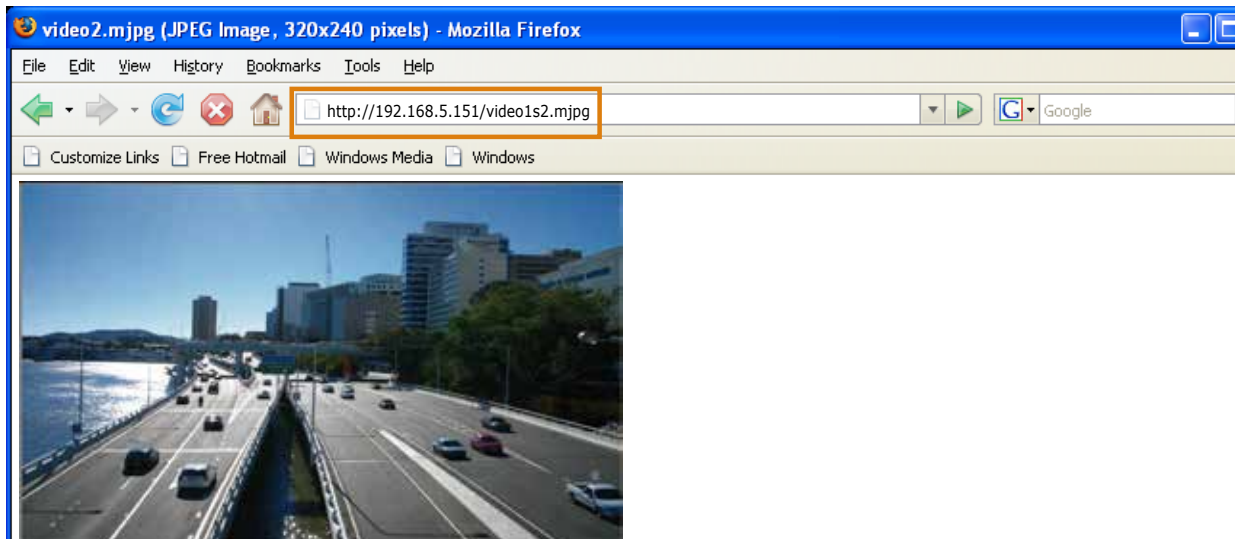 video2.mjpg (JPEG Image, 320x240 pixels) - Mozilla Firefox
File Edit View History Bookmarks Tools Help
http://192.168.5.151/video1s2.mjpg G Google
Customize Links Free Hotmail Windows Media Windows